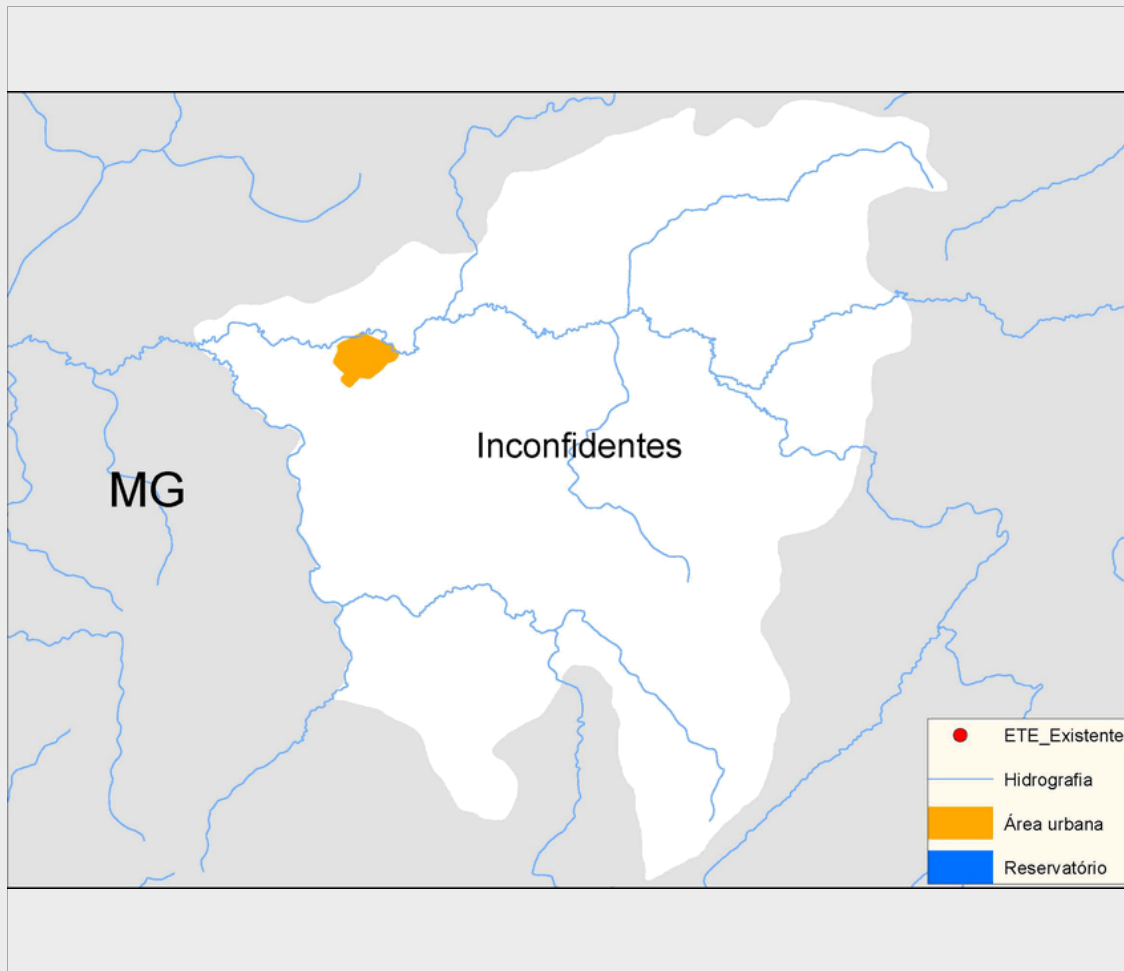 Inconfidentes
MG
ETE_Existente
Hidrografia
Área urbana
Reservatório